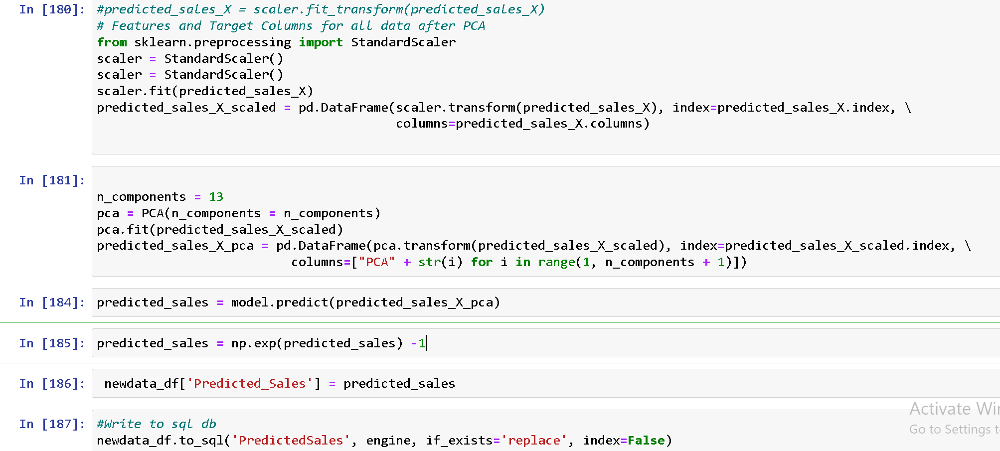 In [180]:
#predicted_sales_X = scaler.fit_transform(predicted_sales_X)
# Features and Target Columns for all data after PCA
from sklearn.preprocessing import StandardScaler
scaler = StandardScaler()
scaler = StandardScaler()
scaler.fit(predicted_sales_X)
predicted_sales_X_scaled = pd.DataFrame(scaler.transform(predicted_sales_X), index=predicted_sales_X.index, \
columns=predicted_sales_X.columns)
In [181]:
n_components = 13
pca = PCA(n_components = n_components)
pca.fit(predicted_sales_X_scaled)
predicted_sales_X_pca = pd.DataFrame(pca.transform(predicted_sales_X_scaled), index=predicted_sales_X_scaled.index, \
columns=["PCA" + str(i) for i in range(1, n_components + 1)])
In [184]: predicted_sales = model.predict(predicted_sales_X_pca)
In [185]: predicted_sales = np.exp(predicted_sales) -1
In [186]: newdata_df['Predicted_Sales'] = predicted_sales
In [187]: #Write to sql db
newdata_df.to_sql('PredictedSales', engine, if_exists='replace', index=False)
Activate Wi
Go to Settings t